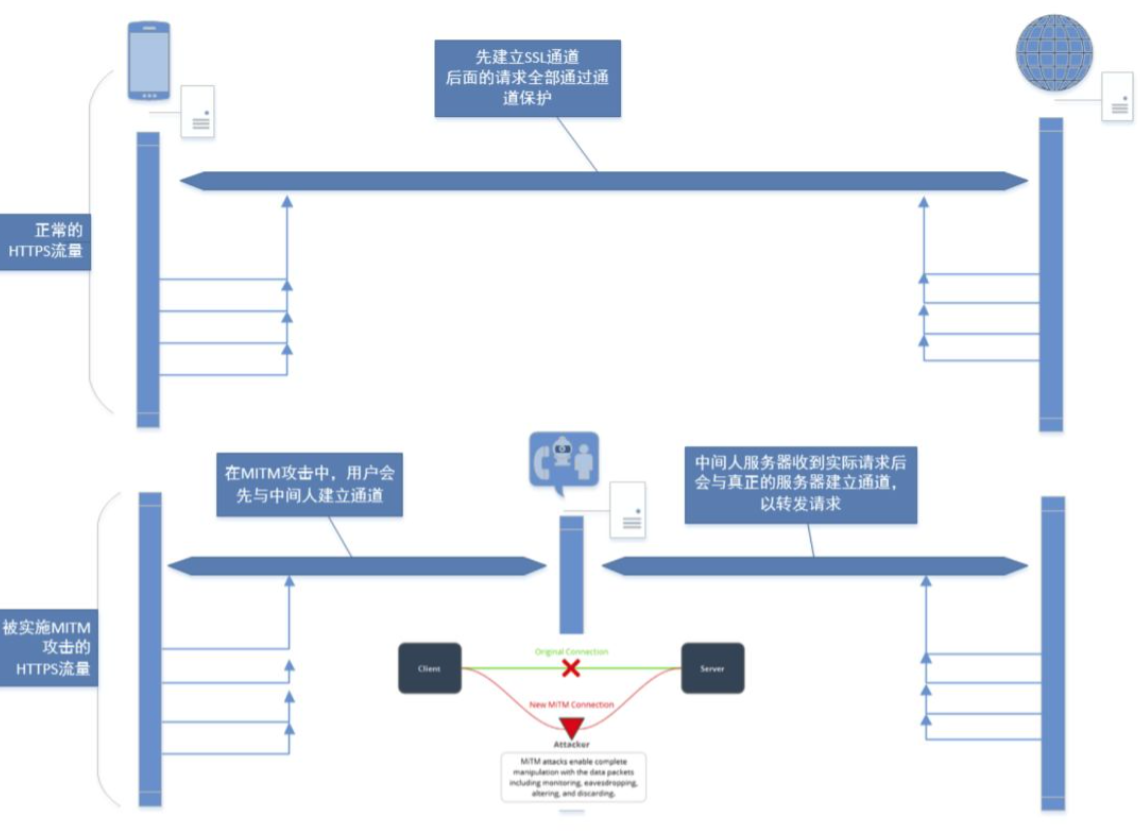 先建立SSL通道
后面的请求全部通过通
道保护
正常的
HTTPS流量
在MITM攻击中，用户会
先与中间人建立通道
中间人服务器收到实际请求后
会与真正的服务器建立通道，
以转发请求
被实施MITM
攻击的
HTTPS流量
Original Connection
Client
Server
New MiTM Connection
Attacker
MiTM attacks enable complete
manipulation with the data packets
including monitoring, eavesdropping,
altering, and discarding.